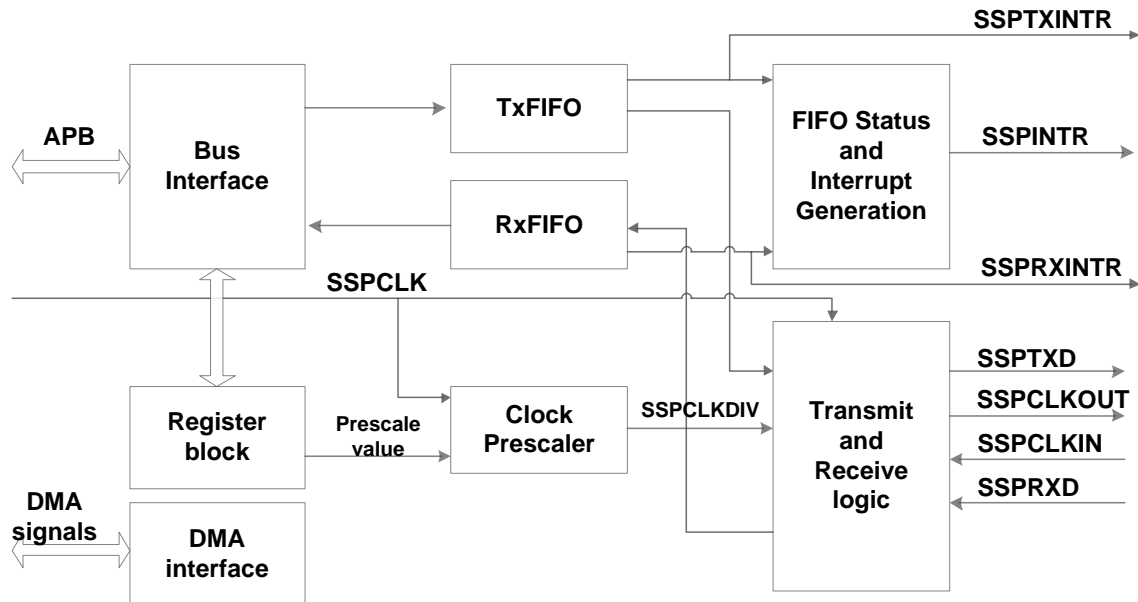 SSPTXINTR
APB
Bus
Interface
TxFIFO
FIFO Status
and
Interrupt
Generation
SSPINTR
RxFIFO
SSPCLK
SSPRXINTR
Register
block
Prescale
value
Clock
Prescaler
SSPCLKDIV
Transmit
and
Receive
logic
SSPTXD
SSPCLKOUT
SSPCLKIN
SSPRXD
DMA
signals
DMA
interface